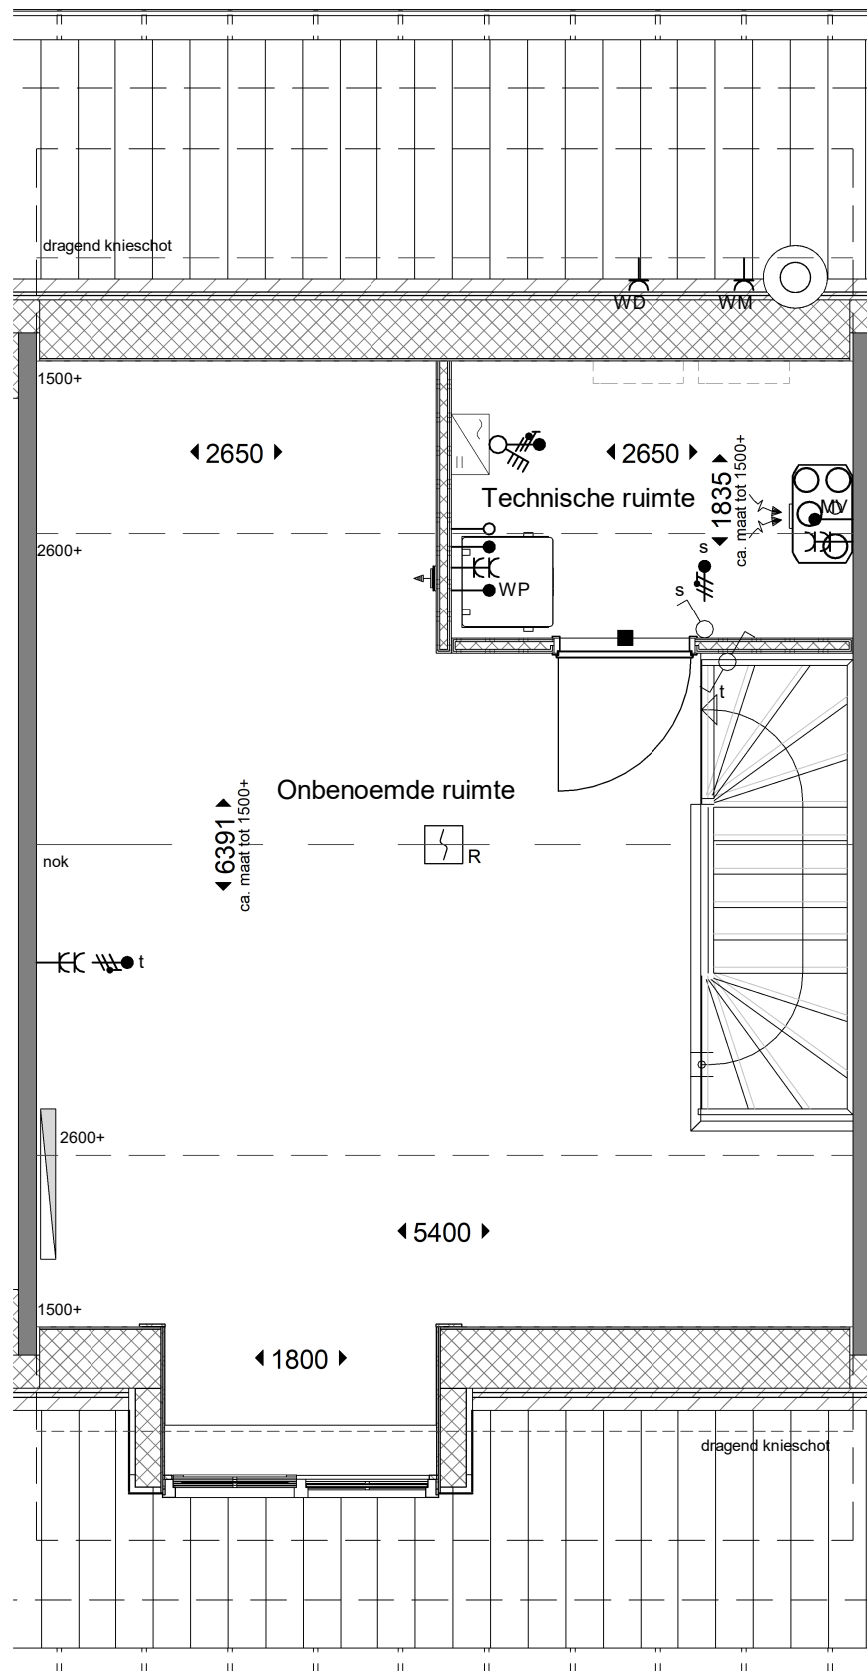 dragend knieschot
WD
WM
1500+
2650
2650
1835
ca. maat tot 1500+
Technische ruimte
MV
2600+
s
WP
s
t
Onbenoemde ruimte
6391
ca. maat tot 1500+
R
nok
t
2600+
5400
1500+
1800
dragend knieschot